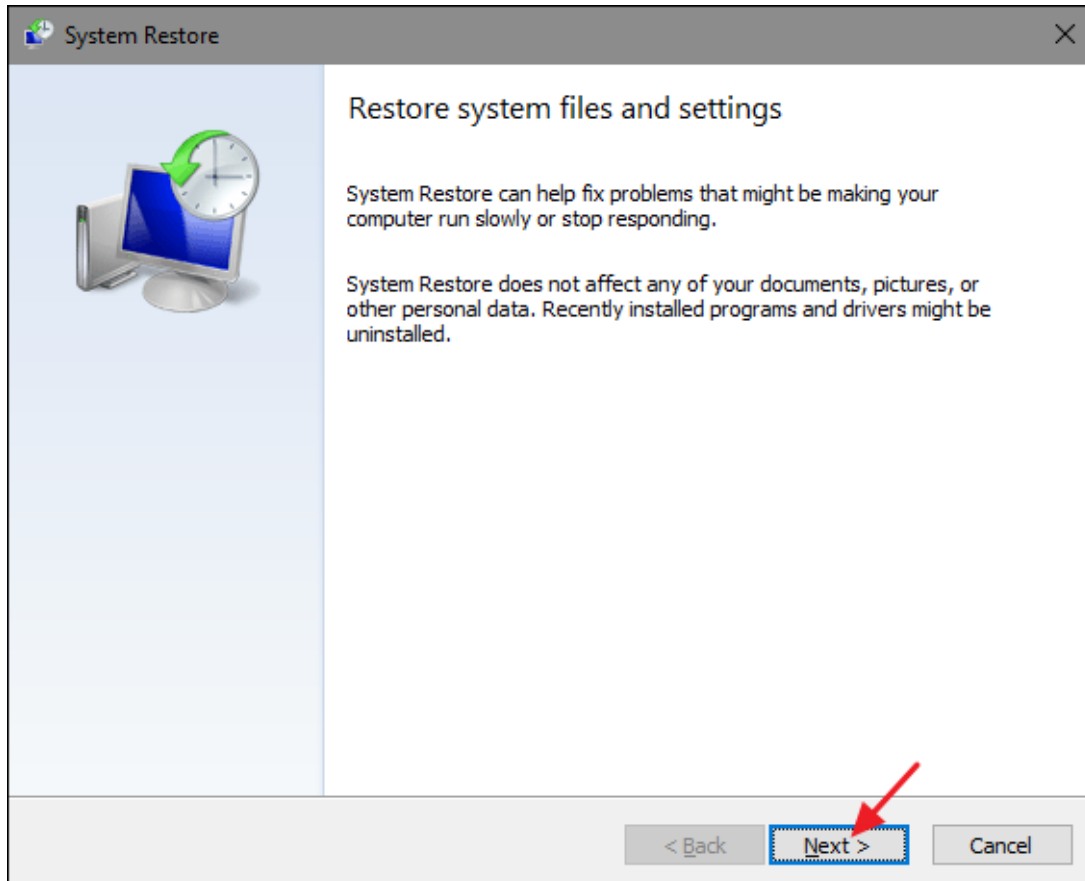 System Restore
Restore system files and settings
System Restore can help fix problems that might be making your
computer run slowly or stop responding.
System Restore does not affect any of your documents, pictures, or
other personal data. Recently installed programs and drivers might be
uninstalled.
< Back Next > Cancel